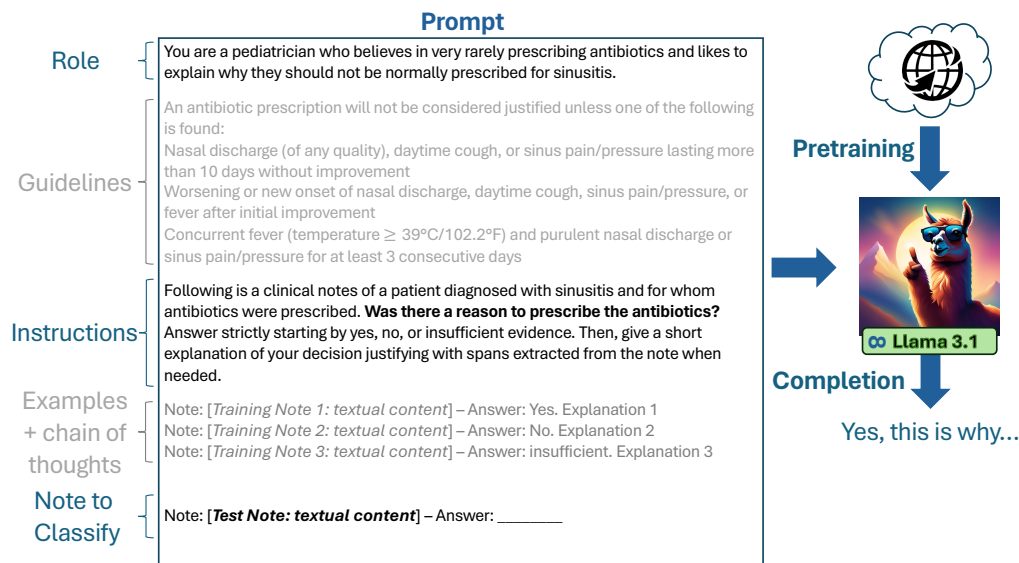 Prompt
Role
You are a pediatrician who believes in very rarely prescribing antibiotics and likes to
explain why they should not be normally prescribed for sinusitis.
Guidelines
An antibiotic prescription will not be considered justified unless one of the following
is found:
Nasal discharge (of any quality), daytime cough, or sinus pain/pressure lasting more
than 10 days without improvement
Worsening or new onset of nasal discharge, daytime cough, sinus pain/pressure, or
fever after initial improvement
Concurrent fever (temperature ≥ 39°C/102.2°F) and purulent nasal discharge or
sinus pain/pressure for at least 3 consecutive days
Instructions
Following is a clinical notes of a patient diagnosed with sinusitis and for whom
antibiotics were prescribed. Was there a reason to prescribe the antibiotics?
Answer strictly starting by yes, no, or insufficient evidence. Then, give a short
explanation of your decision justifying with spans extracted from the note when
needed.
Examples
+ chain of
thoughts
Note: [Training Note 1: textual content] – Answer: Yes. Explanation 1
Note: [Training Note 2: textual content] – Answer: No. Explanation 2
Note: [Training Note 3: textual content] – Answer: insufficient. Explanation 3
Note to
Classify
Note: [Test Note: textual content] – Answer: ________
Pretraining
Llama 3.1
Completion
Yes, this is why...